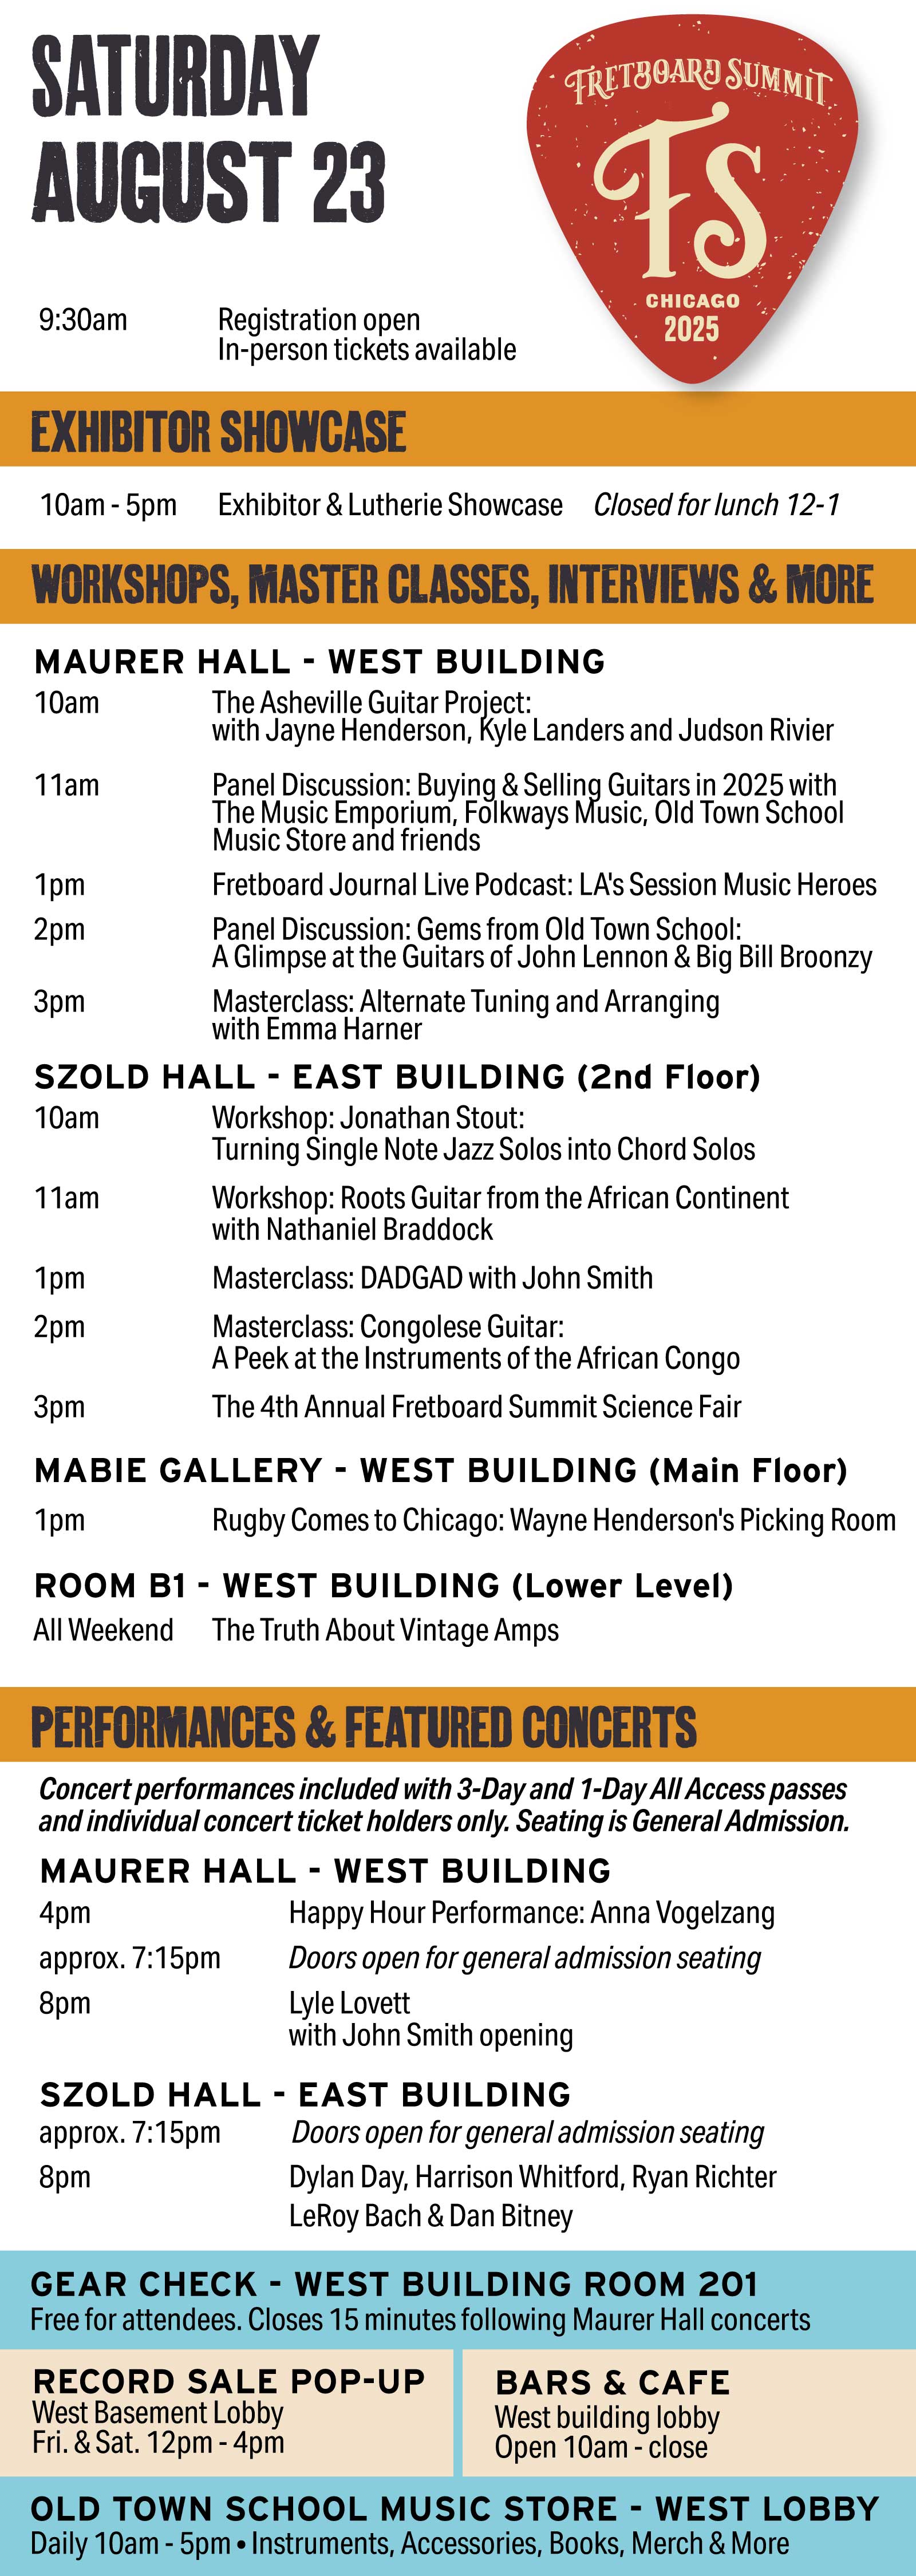 SATURDAY
AUGUST 23
FRETBOARD SUMMIT
FS
CHICAGO
2025
9:30am Registration open
In-person tickets available
EXHIBITOR SHOWCASE
10am - 5pm Exhibitor & Lutherie Showcase Closed for lunch 12-1
WORKSHOPS, MASTER CLASSES, INTERVIEWS & MORE
MAURER HALL - WEST BUILDING
10am The Asheville Guitar Project:
with Jayne Henderson, Kyle Landers and Judson Rivier
11am Panel Discussion: Buying & Selling Guitars in 2025 with
The Music Emporium, Folkways Music, Old Town School
Music Store and friends
1pm Fretboard Journal Live Podcast: LA's Session Music Heroes
2pm Panel Discussion: Gems from Old Town School:
A Glimpse at the Guitars of John Lennon & Big Bill Broonzy
3pm Masterclass: Alternate Tuning and Arranging
with Emma Harner
SZOLD HALL - EAST BUILDING (2nd Floor)
10am Workshop: Jonathan Stout:
Turning Single Note Jazz Solos into Chord Solos
11am Workshop: Roots Guitar from the African Continent
with Nathaniel Braddock
1pm Masterclass: DADGAD with John Smith
2pm Masterclass: Congolese Guitar:
A Peek at the Instruments of the African Congo
3pm The 4th Annual Fretboard Summit Science Fair
MABIE GALLERY - WEST BUILDING (Main Floor)
1pm Rugby Comes to Chicago: Wayne Henderson's Picking Room
ROOM B1 - WEST BUILDING (Lower Level)
All Weekend The Truth About Vintage Amps
PERFORMANCES & FEATURED CONCERTS
Concert performances included with 3-Day and 1-Day All Access passes
and individual concert ticket holders only. Seating is General Admission.
MAURER HALL - WEST BUILDING
4pm Happy Hour Performance: Anna Vogelzang
approx. 7:15pm Doors open for general admission seating
8pm Lyle Lovett
with John Smith opening
SZOLD HALL - EAST BUILDING
approx. 7:15pm Doors open for general admission seating
8pm Dylan Day, Harrison Whitford, Ryan Richter
LeRoy Bach & Dan Bitney
GEAR CHECK - WEST BUILDING ROOM 201
Free for attendees. Closes 15 minutes following Maurer Hall concerts
RECORD SALE POP-UP
West Basement Lobby
Fri. & Sat. 12pm - 4pm
BARS & CAFE
West building lobby
Open 10am - close
OLD TOWN SCHOOL MUSIC STORE - WEST LOBBY
Daily 10am - 5pm • Instruments, Accessories, Books, Merch & More